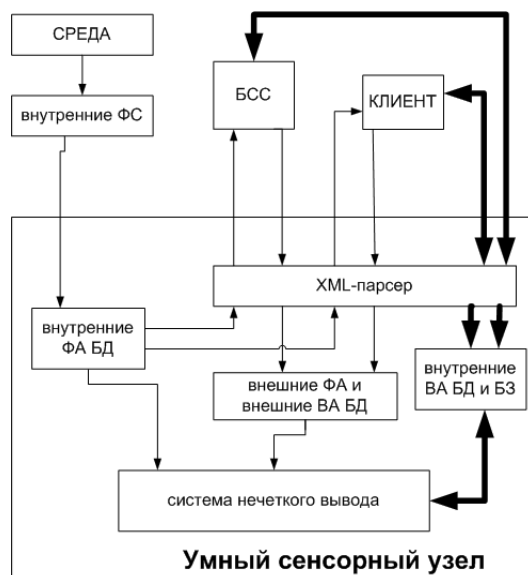 СРЕДА
внутренние ФС
БСС
КЛИЕНТ
XML-парсер
внутренние
ФА БД
внешние ФА и
внешние ВА БД
внутренние
ВА БД и БЗ
система нечеткого вывода
Умный сенсорный узел